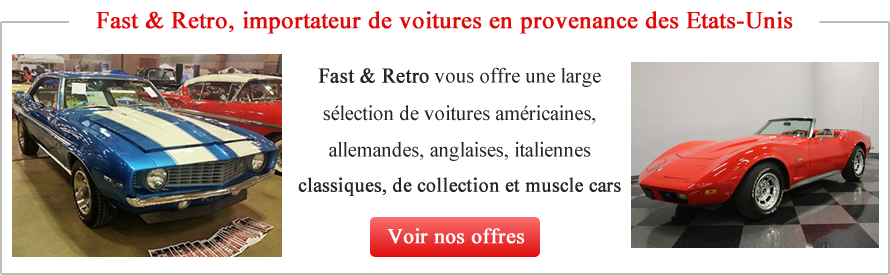 Fast & Retro, importateur de voitures en provenance des Etats-Unis
Fast & Retro vous offre une large
sélection de voitures américaines,
allemandes, anglaises, italiennes
classiques, de collection et muscle cars
Voir nos offres